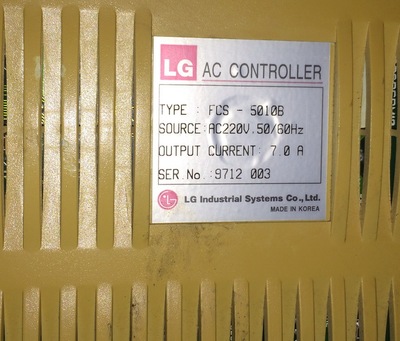 LG AC CONTROLLER
TYPE : FCS - 5010B
SOURCE:AC220V.50/60Hz
OUTPUT CURRENT: 7.0 A
SER.No.:9712 003
LG Industrial Systems Co., Ltd.
MADE IN KOREA